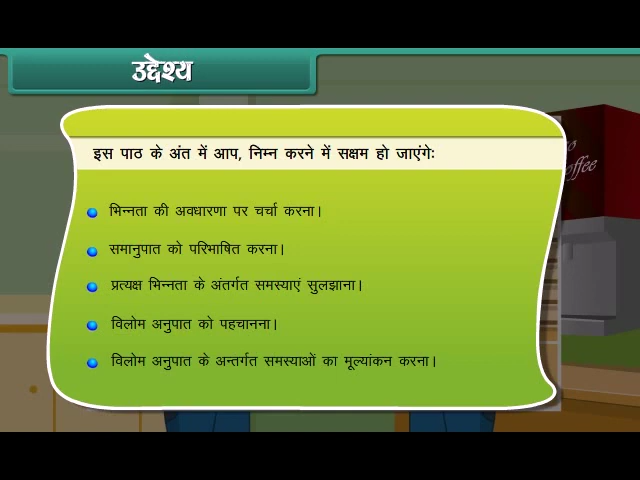 उद्देश्य
इस पाठ के अंत में आप, निम्न करने में सक्षम हो जाएंगे:
भिन्नता की अवधारणा पर चर्चा करना।
समानुपात को परिभाषित करना।
प्रत्यक्ष भिन्नता के अंतर्गत समस्याएं सुलझाना।
विलोम अनुपात को पहचानना।
विलोम अनुपात के अन्तर्गत समस्याओं का मूल्यांकन करना।